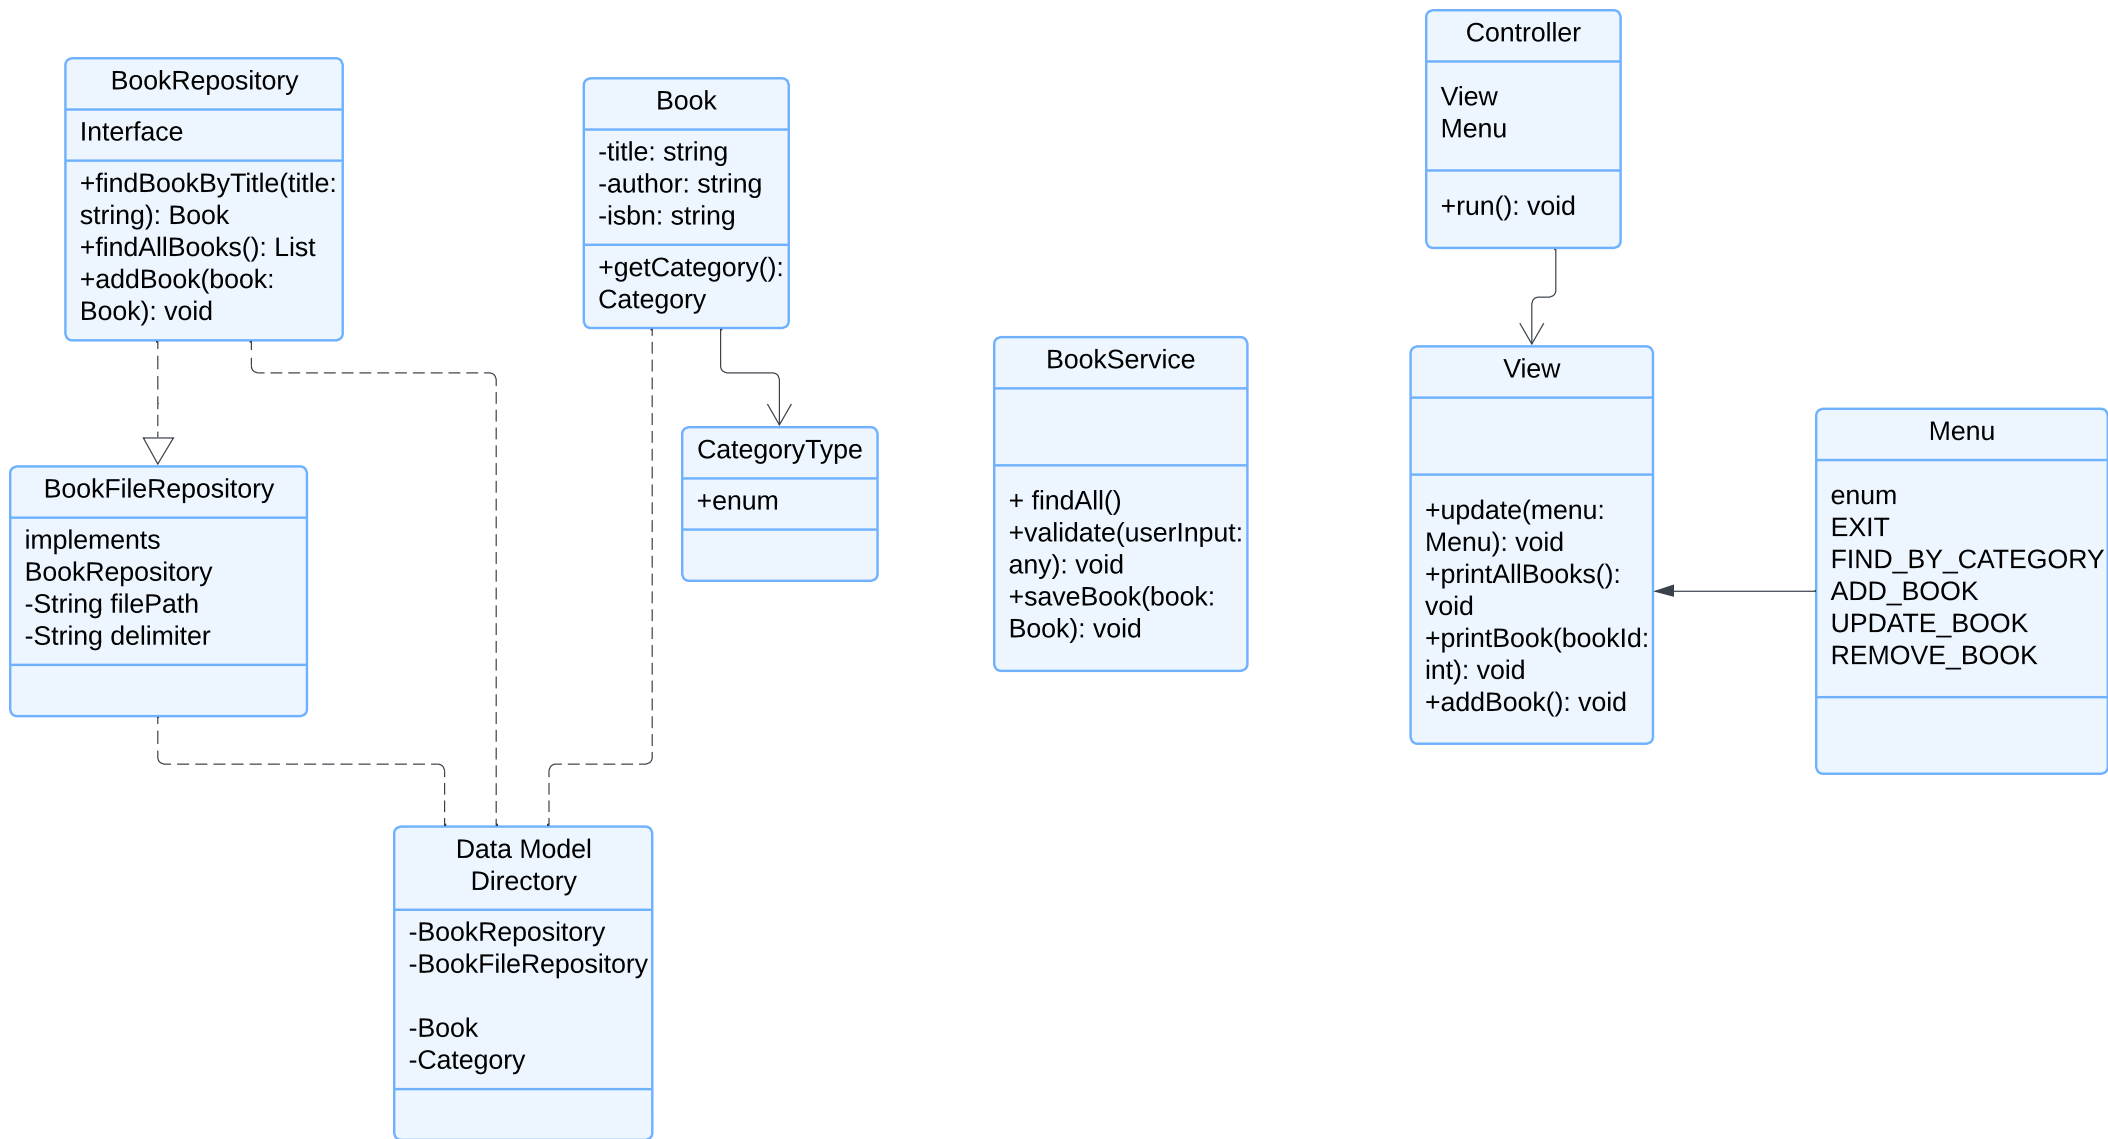 BookRepository
Interface
+findBookByTitle(title:
string): Book
+findAllBooks(): List
+addBook(book:
Book): void
Book
-title: string
-author: string
-isbn: string
+getCategory():
Category
Controller
View
Menu
+run(): void
BookFileRepository
implements
BookRepository
-String filePath
-String delimiter
CategoryType
+enum
BookService
+ findAll()
+validate(userInput:
any): void
+saveBook(book:
Book): void
View
+update(menu:
Menu): void
+printAllBooks():
void
+printBook(bookId:
int): void
+addBook(): void
Menu
enum
EXIT
FIND_BY_CATEGORY
ADD_BOOK
UPDATE_BOOK
REMOVE_BOOK
Data Model
Directory
-BookRepository
-BookFileRepository
-Book
-Category